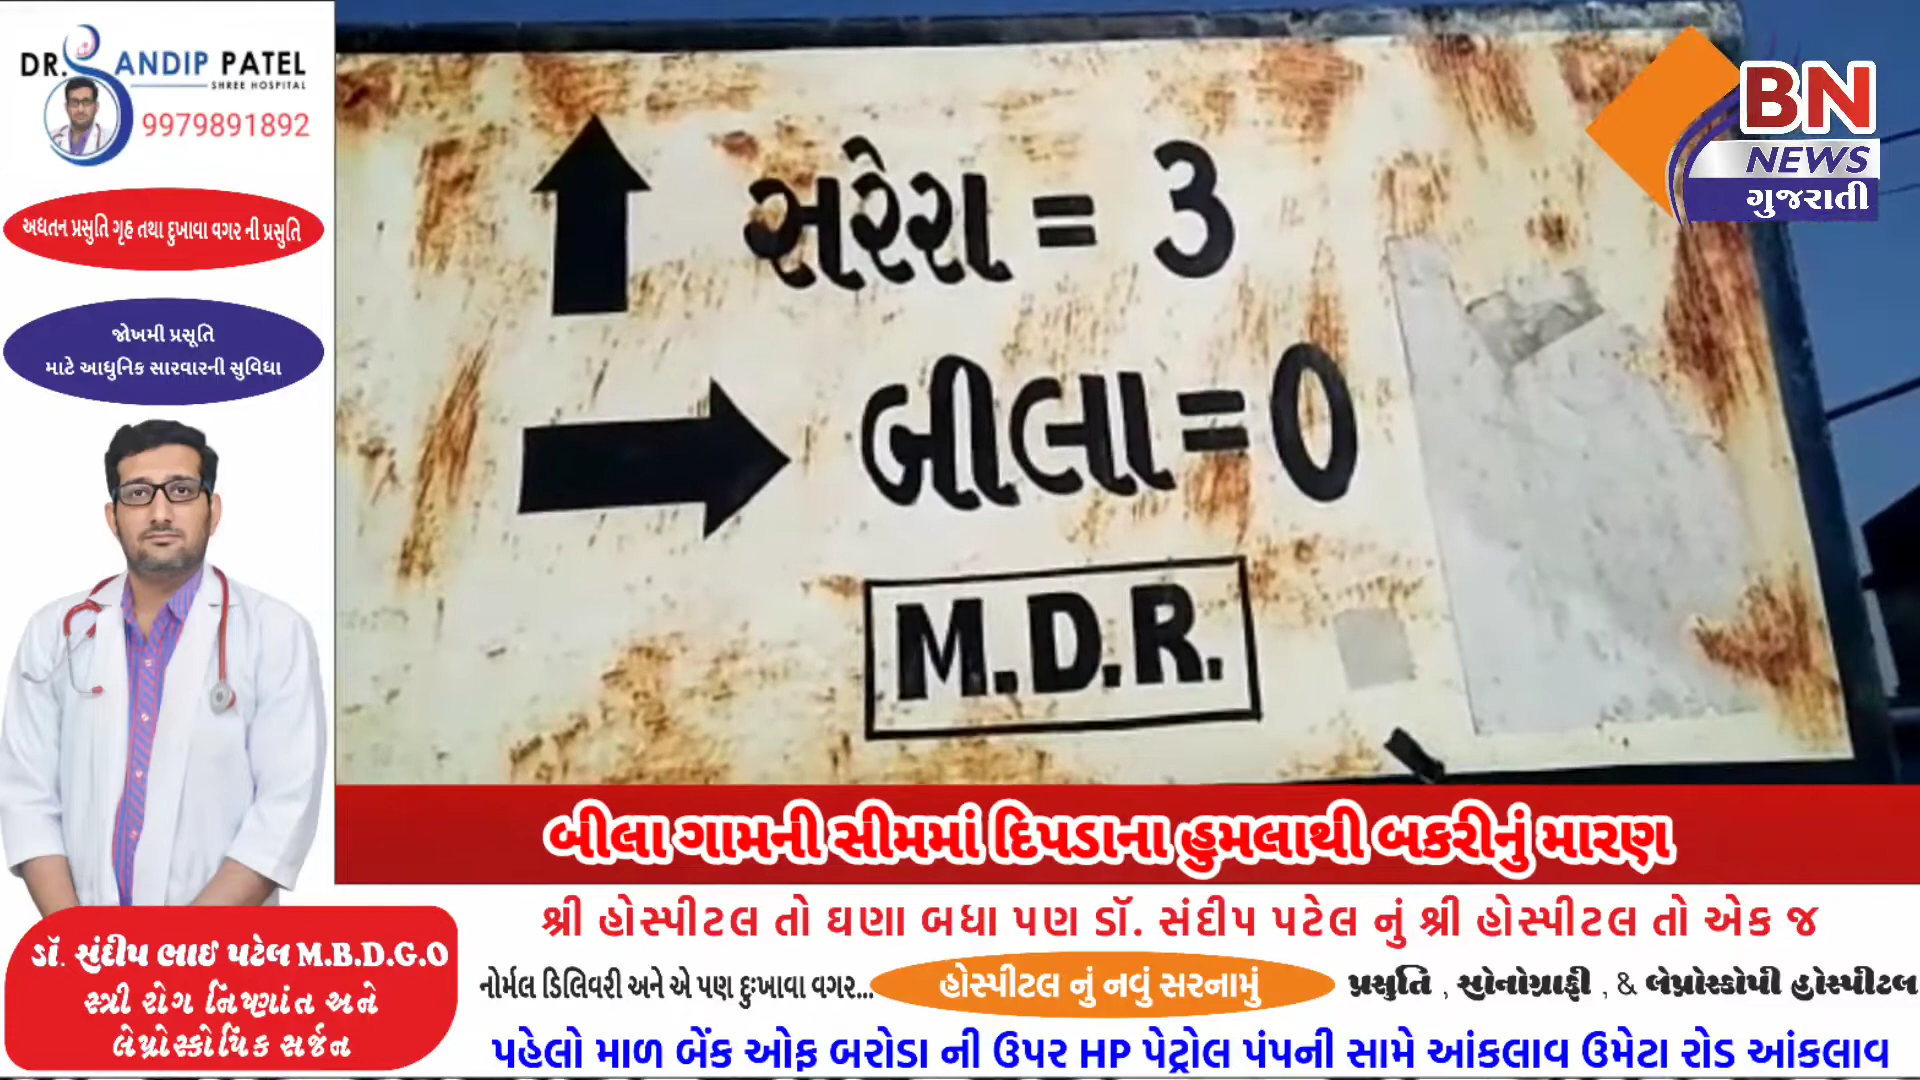 DR. SANDIP PATEL
SHREE HOSPITAL
9979891892
અધતન પ્રસુતિ ગૃહ તથા દુખાવા વગર ની પ્રસુતિ
જોખમી પ્રસૂતિ
માટે આધુનિક સારવારની સુવિધા
સરેરા = 3
બીલા = 0
M.D.R.
BN
NEWS
ગુજરાતી
બીલા ગામની સીમમાં દિપડાના હુમલાથી બકરીનું મારણ
ડૉ. સંદીપ ભાઈ પટેલ M.B.D.G.O
સ્ત્રી રોગ નિષ્ણાંત અને
લેપ્રોસ્કોપિક સર્જન
શ્રી હોસ્પીટલ તો ઘણા બધા પણ ડૉ. સંદીપ પટેલ નું શ્રી હોસ્પીટલ તો એક જ
નોર્મલ ડિલિવરી અને એ પણ દુઃખાવા વગર... હોસ્પીટલ નું નવું સરનામું પ્રસુતિ , સોનોગ્રાફી , & લેપ્રોસ્કોપી હોસ્પીટલ
પહેલો માળ બેંક ઓફ બરોડા ની ઉપર HP પેટ્રોલ પંપની સામે આંકલાવ ઉમેટા રોડ આંકલાવ